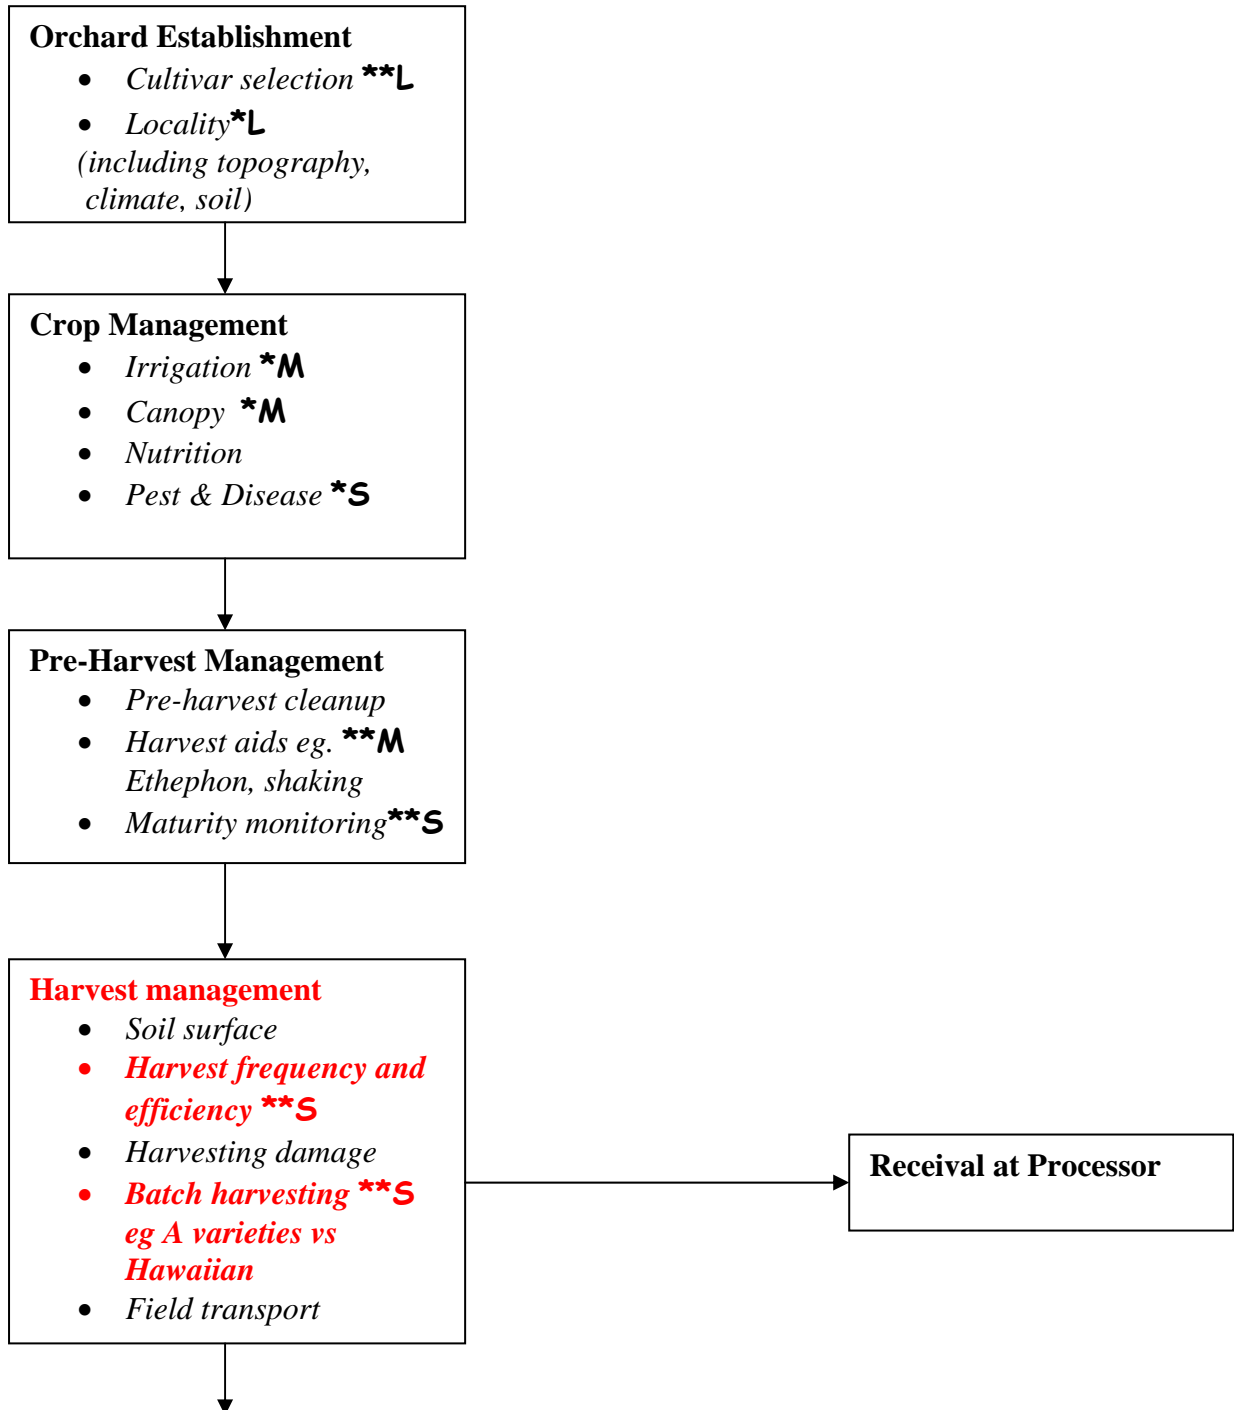 Orchard Establishment
• Cultivar selection **L
• Locality*L
(including topography,
climate, soil)
Crop Management
• Irrigation *M
• Canopy *M
• Nutrition
• Pest & Disease *S
Pre-Harvest Management
• Pre-harvest cleanup
• Harvest aids eg. **M
Ethephon, shaking
• Maturity monitoring**S
Harvest management
• Soil surface
• Harvest frequency and
efficiency **S
• Harvesting damage
• Batch harvesting **S
eg A varieties vs
Hawaiian
• Field transport
Receival at Processor